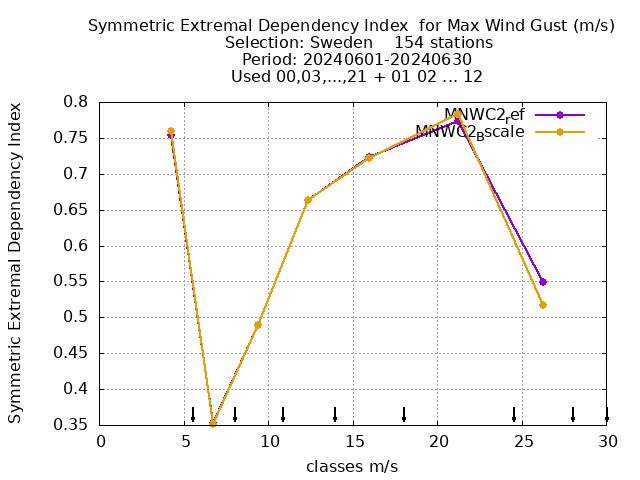 Symmetric Extremal Dependency Index  for Max Wind Gust (m/s)
Selection: Sweden    154 stations
Period: 20240601-20240630
Used 00,03,...,21 + 01 02 ... 12
Symmetric Extremal Dependency Index
0.8
0.75
0.7
0.65
0.6
0.55
0.5
0.45
0.4
0.35
MNWC2_ref
MNWC2_Bscale
0 5 10 15 20 25 30
classes m/s